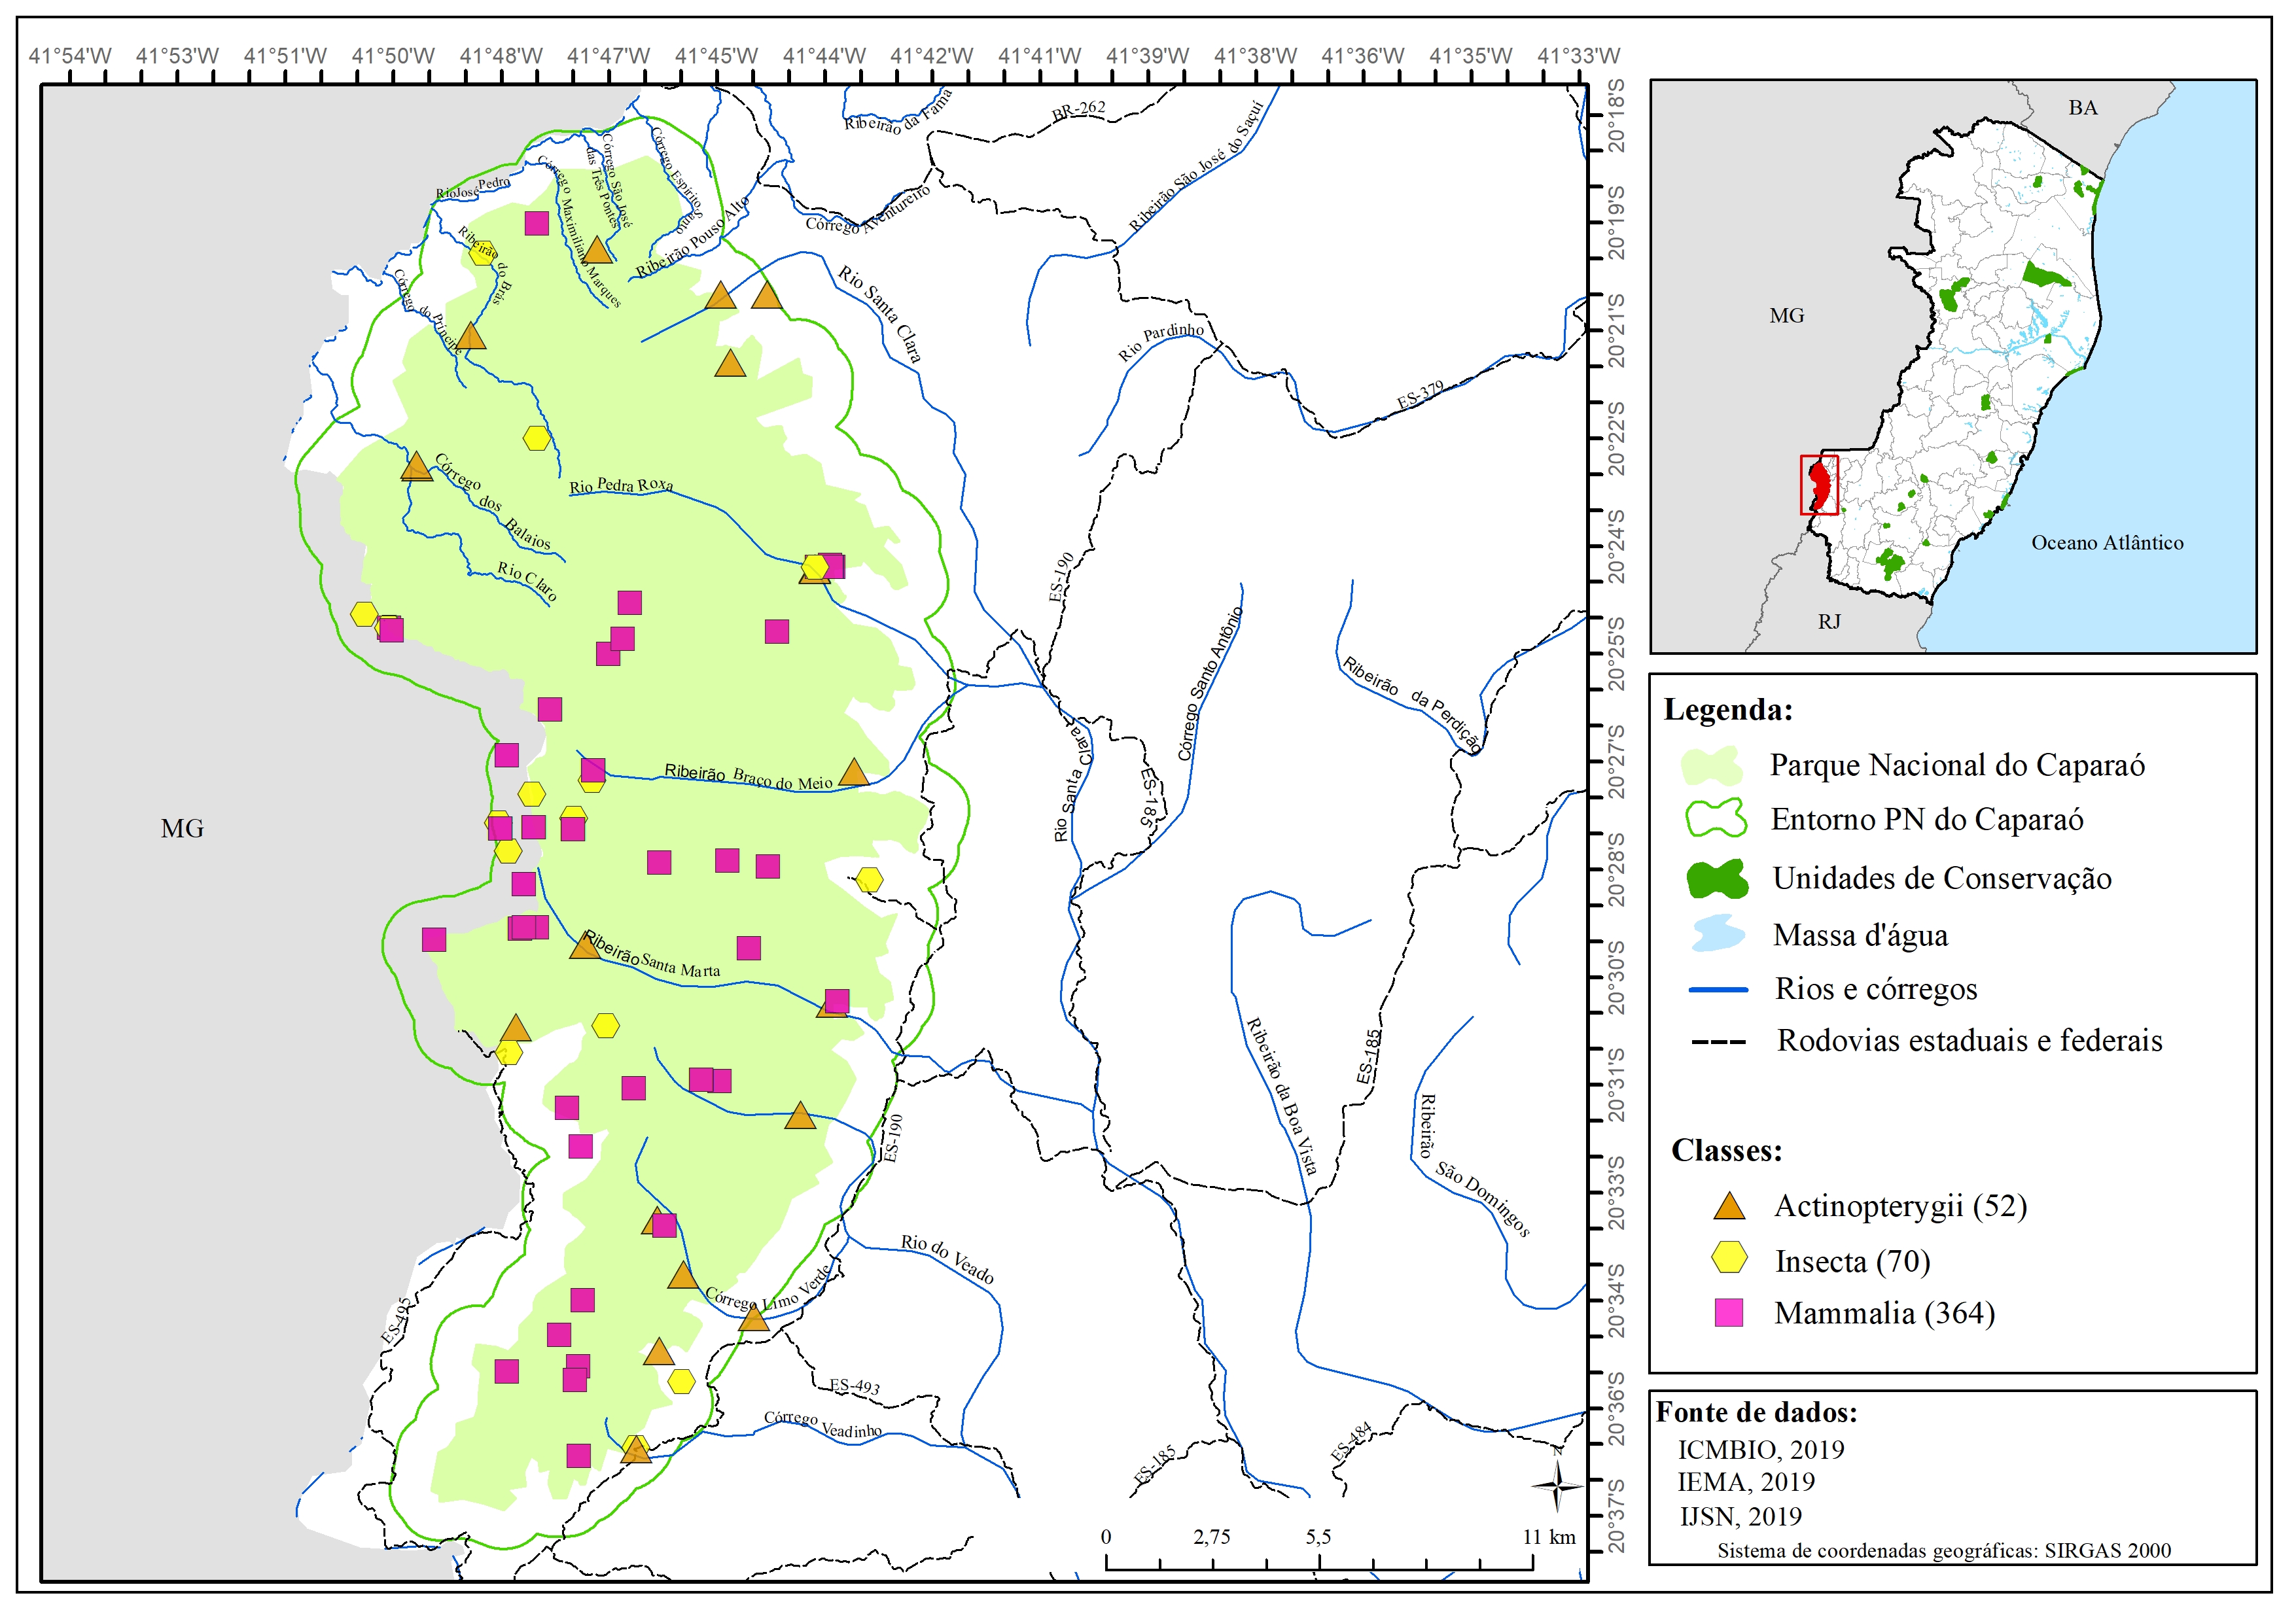 41°54'W 41°53'W 41°51'W 41°50'W 41°48'W 41°47'W 41°45'W 41°44'W 41°42'W 41°41'W 41°39'W 41°38'W 41°36'W 41°35'W 41°33'W
20°18'S
20°19'S
20°21'S
20°22'S
20°24'S
20°25'S
20°27'S
20°28'S
20°30'S
20°31'S
20°33'S
20°34'S
20°36'S
20°37'S
Ribeirão da Fama
BR-262
Ribeirão São José do Saçuí
Rio José Pedro
Córrego Maximiliano Marques
Córrego São José
das Três Pontes
Córrego Espírito Santo
Ribeirão Pouso Alto
Córrego Aventureiro
Ribeirão do Brás
Córrego do Príncipe
Rio Santa Clara
Rio Pardinho
ES-379
Córrego dos Balaios
Rio Pedra Roxa
Rio Claro
ES-190
Córrego Santo Antônio
Ribeirão da Perdição
Ribeirão Braço do Meio
Rio Santa Clara
ES-185
MG
Ribeirão Santa Marta
Ribeirão da Boa Vista
ES-185
Ribeirão São Domingos
ES-190
Rio do Veado
Córrego Limo Verde
ES-495
ES-493
Córrego Veadinho
ES-185
ES-484
N
0 2,75 5,5 11 km
BA
MG
Oceano Atlântico
RJ
Legenda:
Parque Nacional do Caparaó
Entorno PN do Caparaó
Unidades de Conservação
Massa d'água
Rios e córregos
Rodovias estaduais e federais
Classes:
Actinopterygii (52)
Insecta (70)
Mammalia (364)
Fonte de dados:
ICMBIO, 2019
IEMA, 2019
IJSN, 2019
Sistema de coordenadas geográficas: SIRGAS 2000